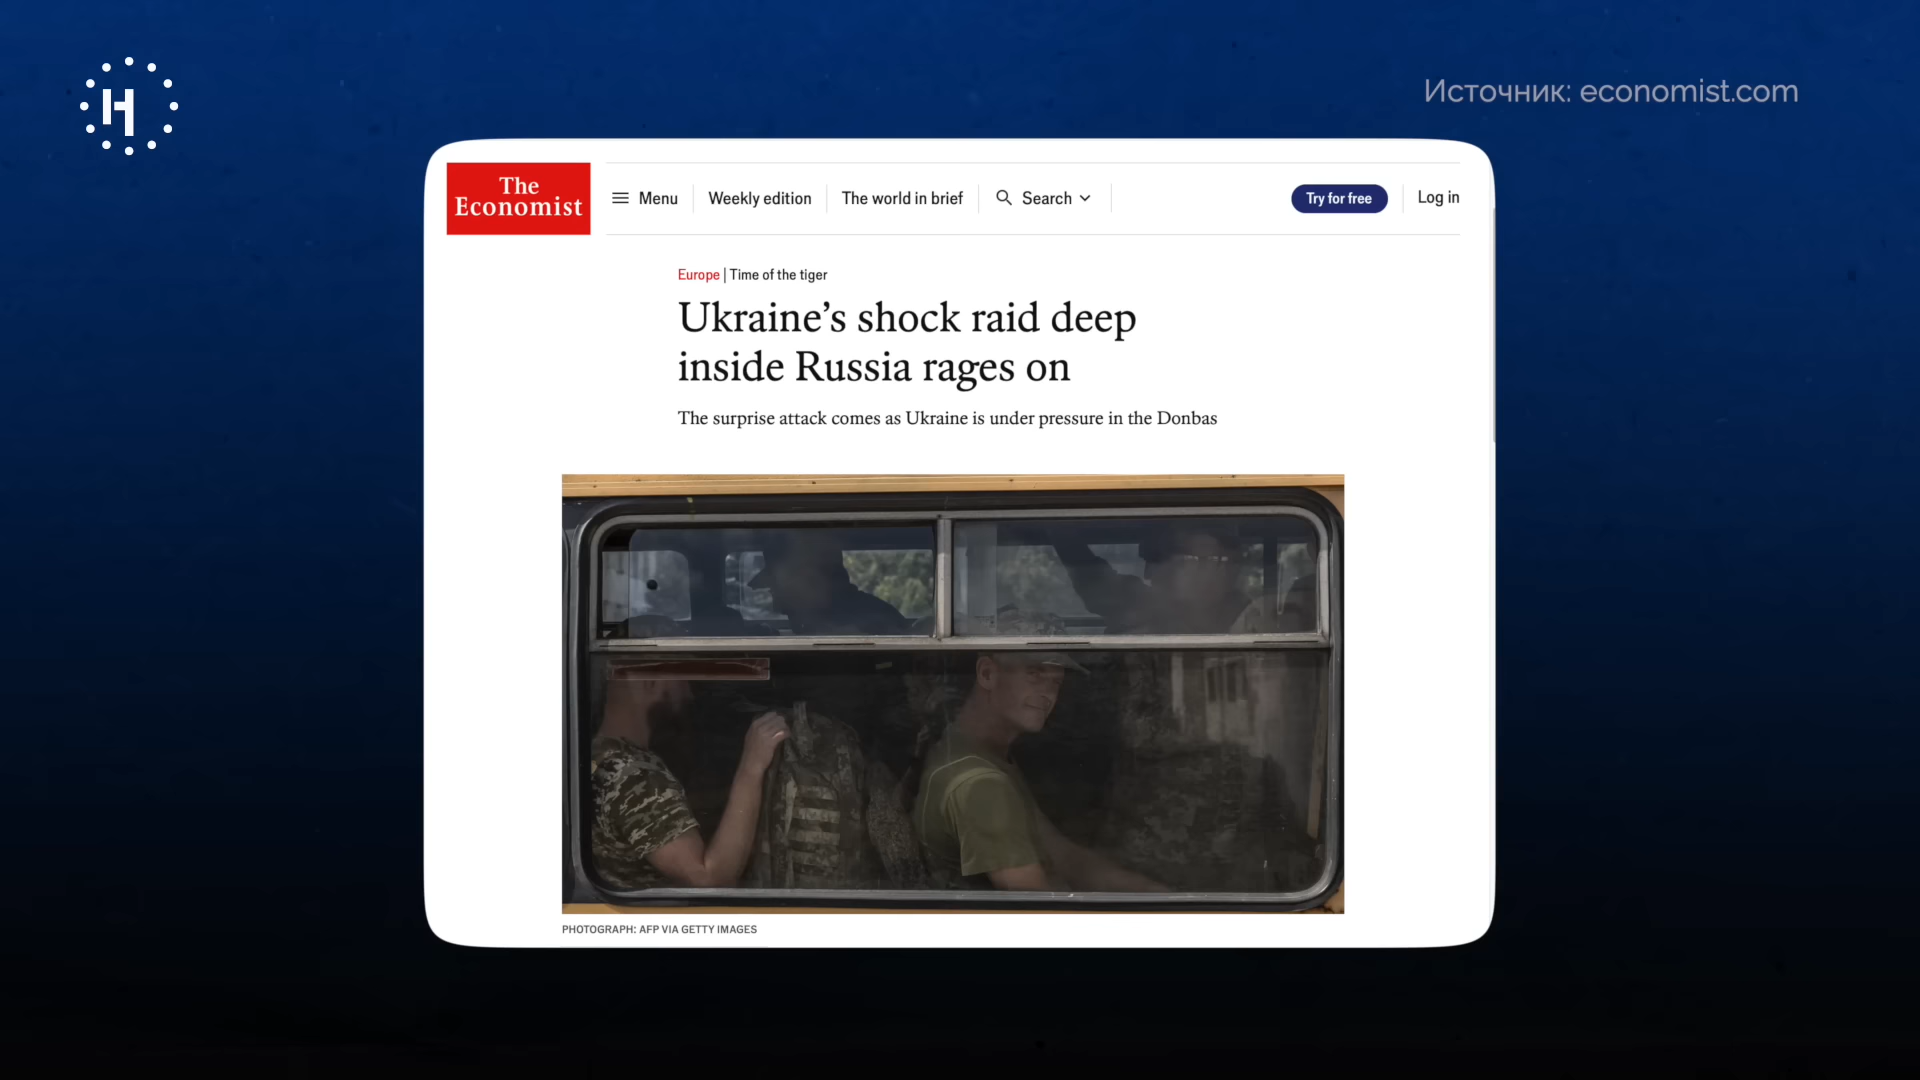 Источник: economist.com
The
Economist
Menu
Weekly edition
The world in brief
Search
Try for free
Log in
Europe | Time of the tiger
Ukraine’s shock raid deep
inside Russia rages on
The surprise attack comes as Ukraine is under pressure in the Donbas
PHOTOGRAPH: AFP VIA GETTY IMAGES